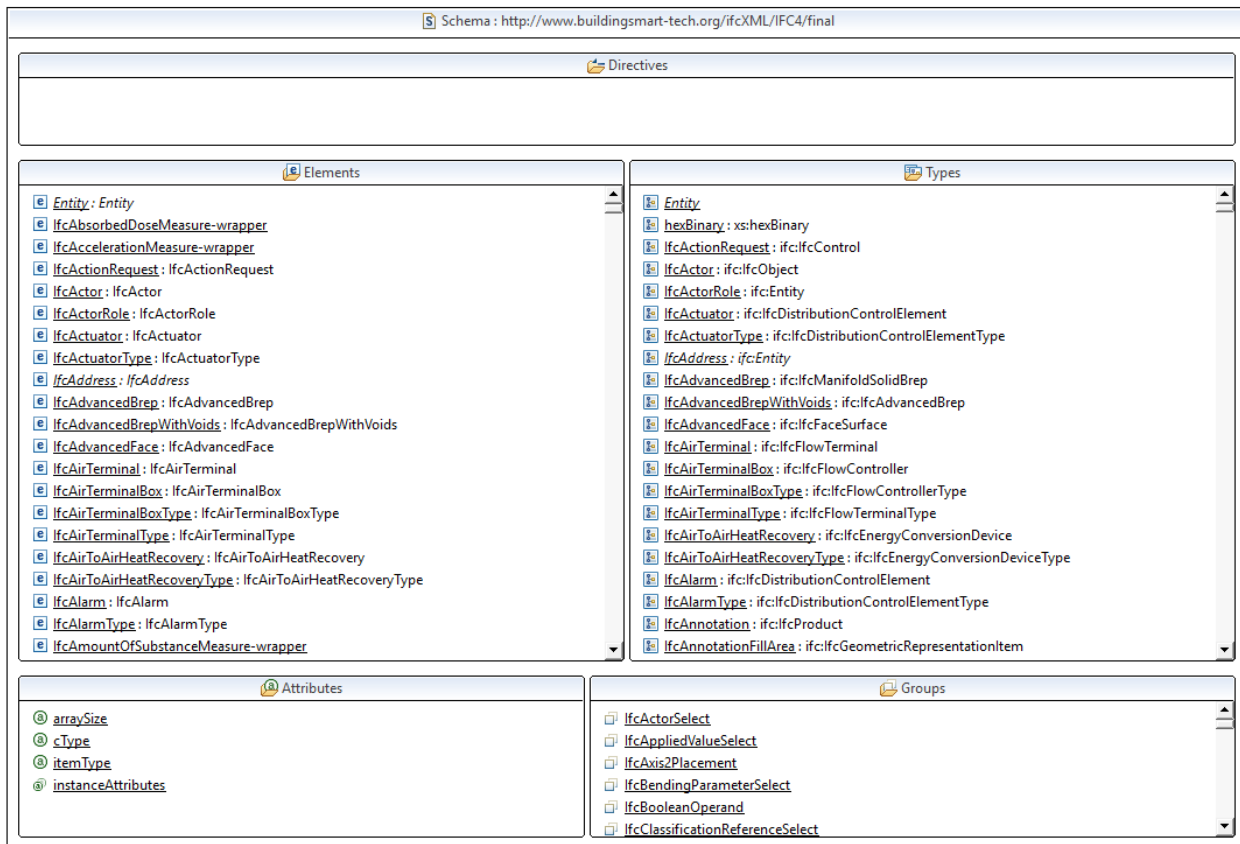 Schema : http://www.buildingsmart-tech.org/ifcXML/IFC4/final
Directives
Elements
Entity : Entity
IfcAbsorbedDoseMeasure-wrapper
IfcAccelerationMeasure-wrapper
IfcActionRequest : IfcActionRequest
IfcActor : IfcActor
IfcActorRole : IfcActorRole
IfcActuator : IfcActuator
IfcActuatorType : IfcActuatorType
IfcAddress : IfcAddress
IfcAdvancedBrep : IfcAdvancedBrep
IfcAdvancedBrepWithVoids : IfcAdvancedBrepWithVoids
IfcAdvancedFace : IfcAdvancedFace
IfcAirTerminal : IfcAirTerminal
IfcAirTerminalBox : IfcAirTerminalBox
IfcAirTerminalBoxType : IfcAirTerminalBoxType
IfcAirTerminalType : IfcAirTerminalType
IfcAirToAirHeatRecovery : IfcAirToAirHeatRecovery
IfcAirToAirHeatRecoveryType : IfcAirToAirHeatRecoveryType
IfcAlarm : IfcAlarm
IfcAlarmType : IfcAlarmType
IfcAmountOfSubstanceMeasure-wrapper
Types
Entity
hexBinary : xs:hexBinary
IfcActionRequest : ifc:IfcControl
IfcActor : ifc:IfcObject
IfcActorRole : ifc:Entity
IfcActuator : ifc:IfcDistributionControlElement
IfcActuatorType : ifc:IfcDistributionControlElementType
IfcAddress : ifc:Entity
IfcAdvancedBrep : ifc:IfcManifoldSolidBrep
IfcAdvancedBrepWithVoids : ifc:IfcAdvancedBrep
IfcAdvancedFace : ifc:IfcFaceSurface
IfcAirTerminal : ifc:IfcFlowTerminal
IfcAirTerminalBox : ifc:IfcFlowController
IfcAirTerminalBoxType : ifc:IfcFlowControllerType
IfcAirTerminalType : ifc:IfcFlowTerminalType
IfcAirToAirHeatRecovery : ifc:IfcEnergyConversionDevice
IfcAirToAirHeatRecoveryType : ifc:IfcEnergyConversionDeviceType
IfcAlarm : ifc:IfcDistributionControlElement
IfcAlarmType : ifc:IfcDistributionControlElementType
IfcAnnotation : ifc:IfcProduct
IfcAnnotationFillArea : ifc:IfcGeometricRepresentationItem
Attributes
arraySize
cType
itemType
instanceAttributes
Groups
IfcActorSelect
IfcAppliedValueSelect
IfcAxis2Placement
IfcBendingParameterSelect
IfcBooleanOperand
IfcClassificationReferenceSelect